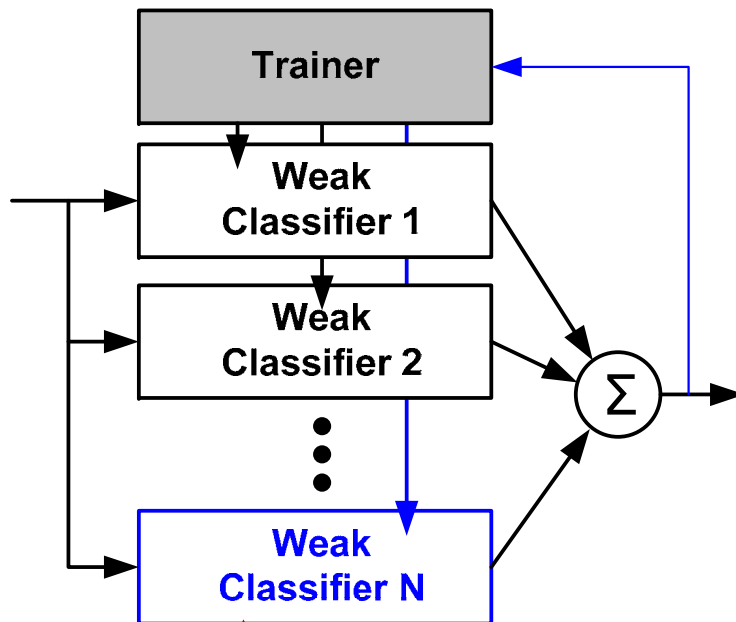 Trainer
Weak
Classifier 1
Weak
Classifier 2
Σ
Weak
Classifier N